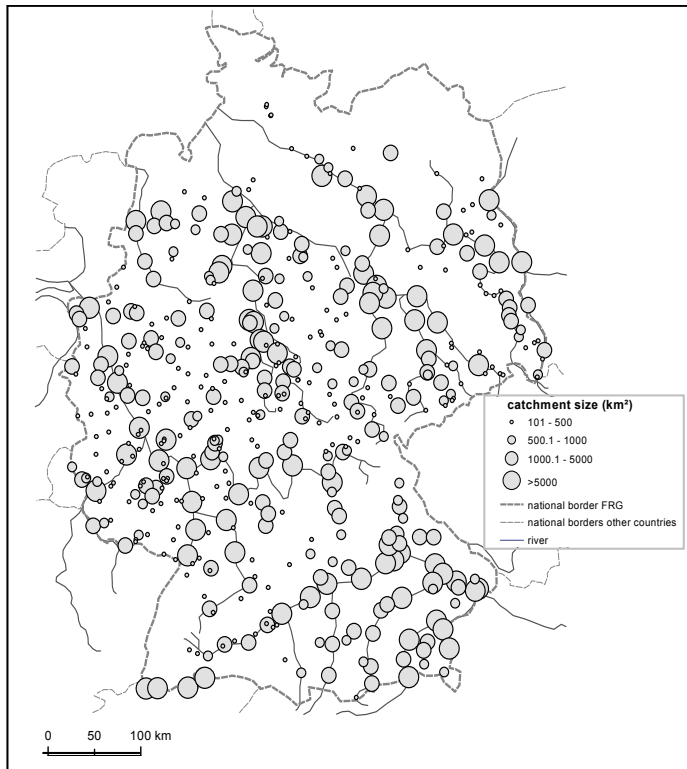 catchment size (km²)
101 - 500
500.1 - 1000
1000.1 - 5000
>5000
national border FRG
national borders other countries
river
0 50 100 km